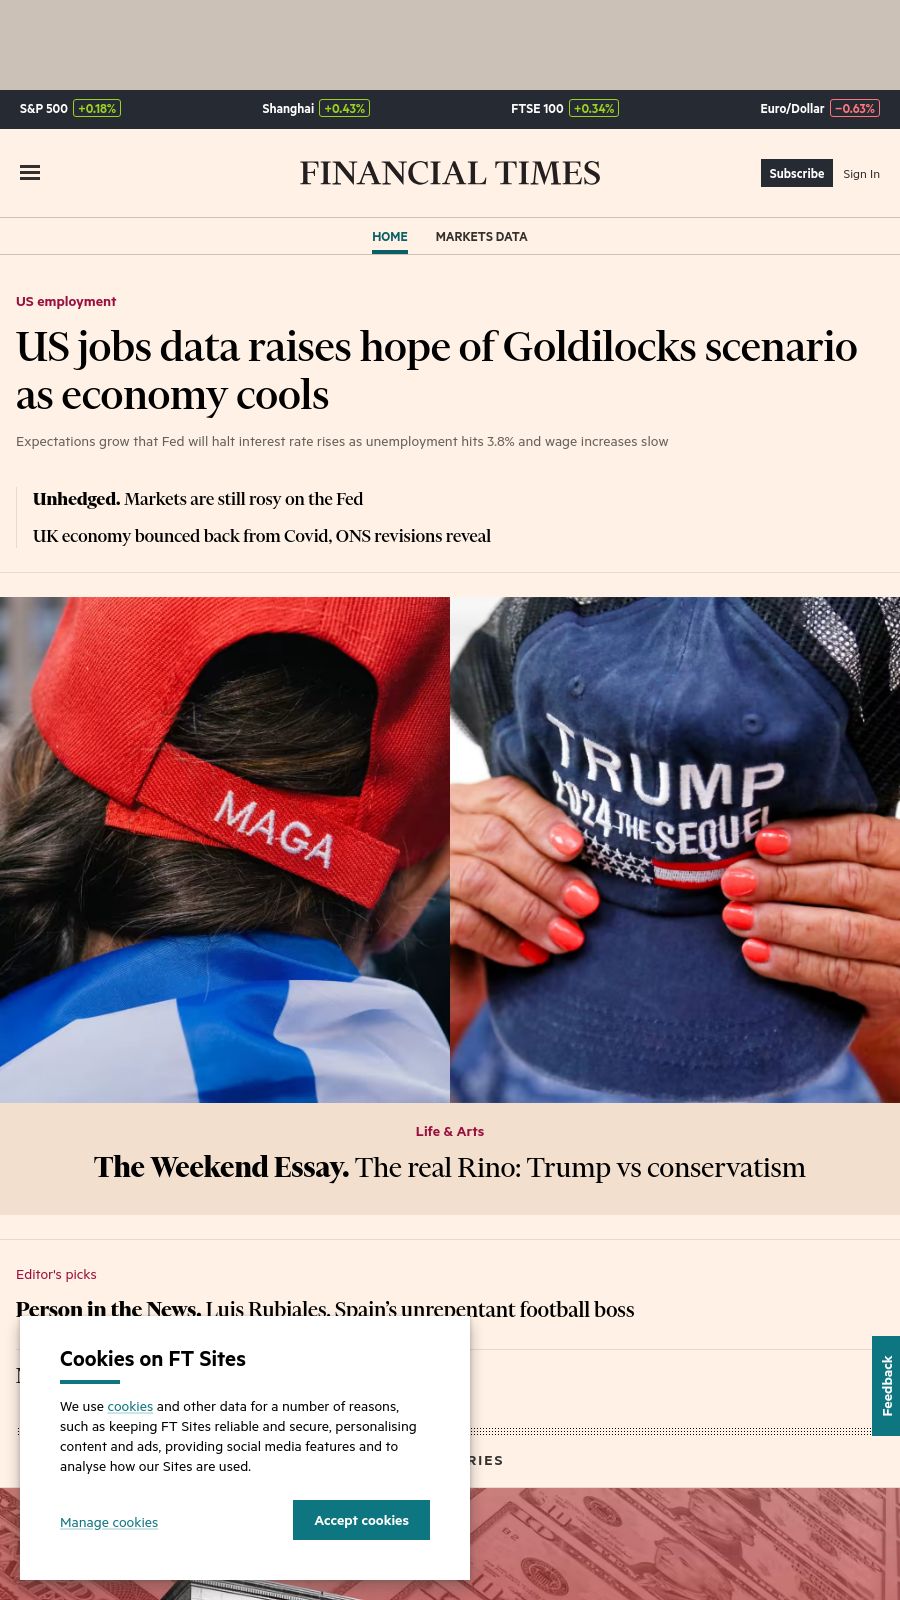 S&P 500 +0.18% Shanghai +0.43% FTSE 100 +0.34% Euro/Dollar −0.63%
FINANCIAL TIMES
Subscribe Sign In
HOME MARKETS DATA
US employment
US jobs data raises hope of Goldilocks scenario
as economy cools
Expectations grow that Fed will halt interest rate rises as unemployment hits 3.8% and wage increases slow
Unhedged. Markets are still rosy on the Fed
UK economy bounced back from Covid, ONS revisions reveal
MAGA
TRUMP
2024 THE SEQUEL
Life & Arts
The Weekend Essay. The real Rino: Trump vs conservatism
Editor's picks
Person in the News. Luis Rubiales, Spain’s unrepentant football boss
Cookies on FT Sites
We use cookies and other data for a number of reasons,
such as keeping FT Sites reliable and secure, personalising
content and ads, providing social media features and to
analyse how our Sites are used.
Manage cookies Accept cookies
Feedback